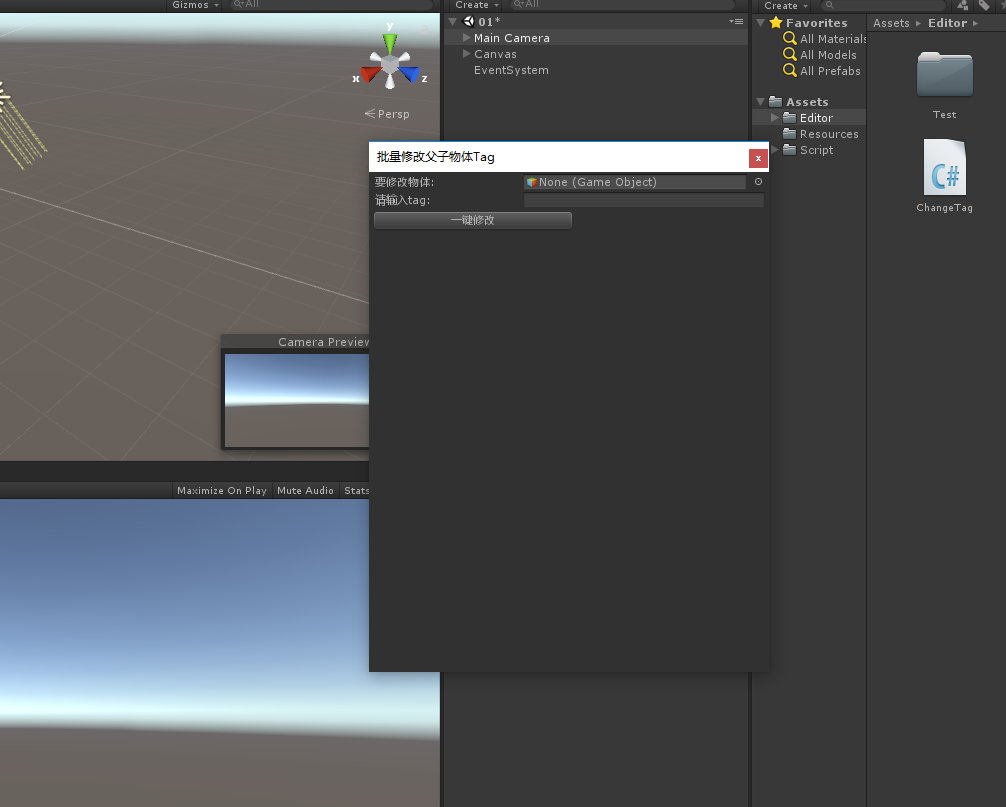 Gizmos
All
Create
All
Create
Persp
y
x
z
01*
Main Camera
Canvas
EventSystem
Favorites
All Materials
All Models
All Prefabs
Assets
Editor
Resources
Script
Assets Editor
Test
C#
ChangeTag
批量修改父子物体Tag
x
要修改物体:
None (Game Object)
请输入tag:
一键修改
Camera Preview
Maximize On Play
Mute Audio
Stats